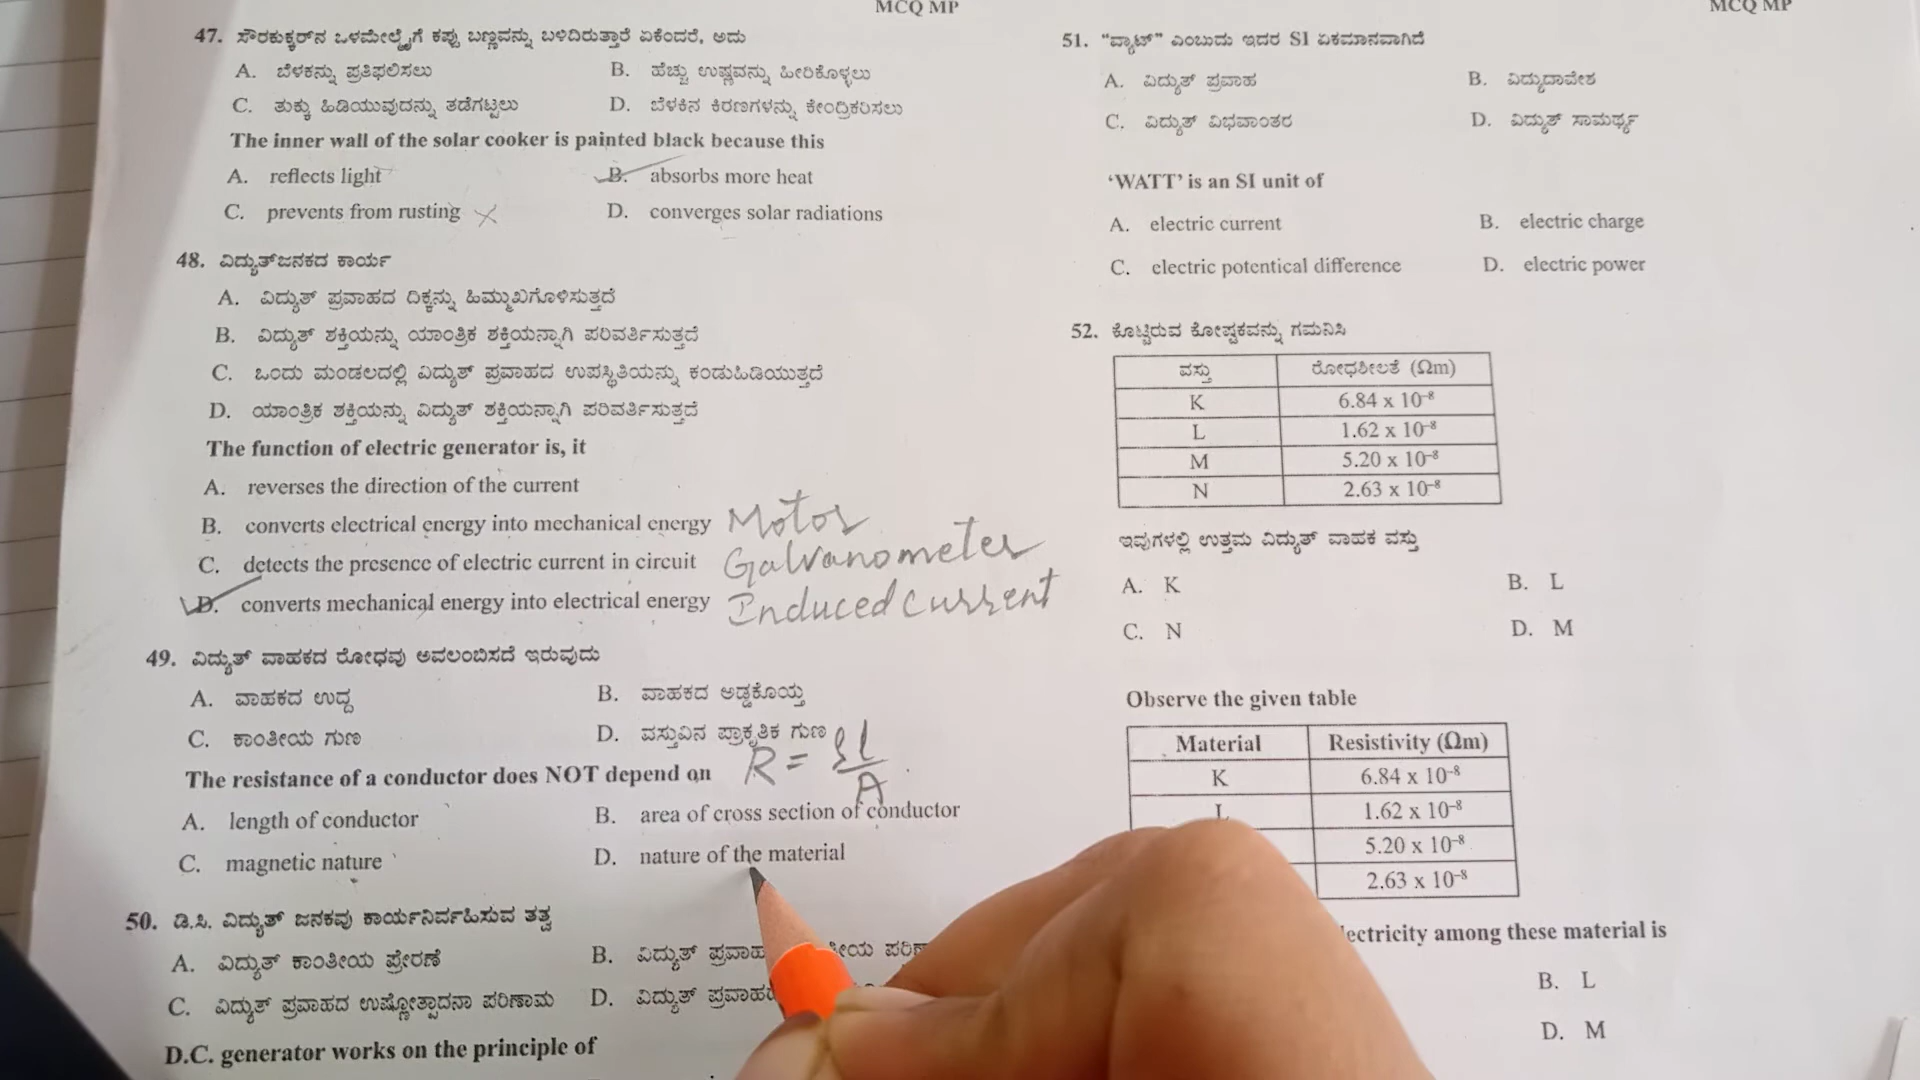 MCQ MP
47. ಸೌರಕುಕ್ಕರ್‌ನ ಒಳಮೇಲ್ಮೈಗೆ ಕಪ್ಪು ಬಣ್ಣವನ್ನು ಬಳಿದಿರುತ್ತಾರೆ ಏಕೆಂದರೆ, ಅದು
A. ಬೆಳಕನ್ನು ಪ್ರತಿಫಲಿಸಲು B. ಹೆಚ್ಚು ಉಷ್ಣವನ್ನು ಹೀರಿಕೊಳ್ಳಲು
C. ತುಕ್ಕು ಹಿಡಿಯುವುದನ್ನು ತಡೆಗಟ್ಟಲು D. ಬೆಳಕಿನ ಕಿರಣಗಳನ್ನು ಕೇಂದ್ರಿಕರಿಸಲು
The inner wall of the solar cooker is painted black because this
A. reflects light B. absorbs more heat
C. prevents from rusting D. converges solar radiations
48. ವಿದ್ಯುತ್‌ಜನಕದ ಕಾರ್ಯ
A. ವಿದ್ಯುತ್ ಪ್ರವಾಹದ ದಿಕ್ಕನ್ನು ಹಿಮ್ಮುಖಗೊಳಿಸುತ್ತದೆ
B. ವಿದ್ಯುತ್ ಶಕ್ತಿಯನ್ನು ಯಾಂತ್ರಿಕ ಶಕ್ತಿಯನ್ನಾಗಿ ಪರಿವರ್ತಿಸುತ್ತದೆ
C. ಒಂದು ಮಂಡಲದಲ್ಲಿ ವಿದ್ಯುತ್ ಪ್ರವಾಹದ ಉಪಸ್ಥಿತಿಯನ್ನು ಕಂಡುಹಿಡಿಯುತ್ತದೆ
D. ಯಾಂತ್ರಿಕ ಶಕ್ತಿಯನ್ನು ವಿದ್ಯುತ್ ಶಕ್ತಿಯನ್ನಾಗಿ ಪರಿವರ್ತಿಸುತ್ತದೆ
The function of electric generator is, it
A. reverses the direction of the current
B. converts electrical energy into mechanical energy Motor
C. detects the presence of electric current in circuit Galvanometer
D. converts mechanical energy into electrical energy Induced current
49. ವಿದ್ಯುತ್ ವಾಹಕದ ರೋಧವು ಅವಲಂಬಿಸದೆ ಇರುವುದು
A. ವಾಹಕದ ಉದ್ದ B. ವಾಹಕದ ಅಡ್ಡಕೊಯ್ತ
C. ಕಾಂತೀಯ ಗುಣ D. ವಸ್ತುವಿನ ಪ್ರಾಕೃತಿಕ ಗುಣ
The resistance of a conductor does NOT depend on R = ρl/A
A. length of conductor B. area of cross section of conductor
C. magnetic nature D. nature of the material
50. ಡಿ.ಸಿ. ವಿದ್ಯುತ್ ಜನಕವು ಕಾರ್ಯನಿರ್ವಹಿಸುವ ತತ್ವ
A. ವಿದ್ಯುತ್ ಕಾಂತೀಯ ಪ್ರೇರಣೆ B. ವಿದ್ಯುತ್
C. ವಿದ್ಯುತ್ ಪ್ರವಾಹದ ಉಷ್ಣೋತ್ಪಾದನಾ ಪರಿಣಾಮ D. ವಿದ್ಯುತ್
D.C. generator works on the principle of
MCQ MP
51. "ವ್ಯಾಟ್" ಎಂಬುದು ಇದರ SI ಏಕಮಾನವಾಗಿದೆ
A. ವಿದ್ಯುತ್ ಪ್ರವಾಹ B. ವಿದ್ಯುದಾವೇಶ
C. ವಿದ್ಯುತ್ ವಿಭವಾಂತರ D. ವಿದ್ಯುತ್ ಸಾಮರ್ಥ್ಯ
'WATT' is an SI unit of
A. electric current B. electric charge
C. electric potentical difference D. electric power
52. ಕೊಟ್ಟಿರುವ ಕೋಷ್ಟಕವನ್ನು ಗಮನಿಸಿ
ವಸ್ತು ರೋಧಶೀಲತೆ (Ωm)
K 6.84 x 10⁻⁸
L 1.62 x 10⁻⁸
M 5.20 x 10⁻⁸
N 2.63 x 10⁻⁸
ಇವುಗಳಲ್ಲಿ ಉತ್ತಮ ವಿದ್ಯುತ್ ವಾಹಕ ವಸ್ತು
A. K B. L
C. N D. M
Observe the given table
Material Resistivity (Ωm)
K 6.84 x 10⁻⁸
L 1.62 x 10⁻⁸
5.20 x 10⁻⁸
2.63 x 10⁻⁸
among these material is
B. L
D. M